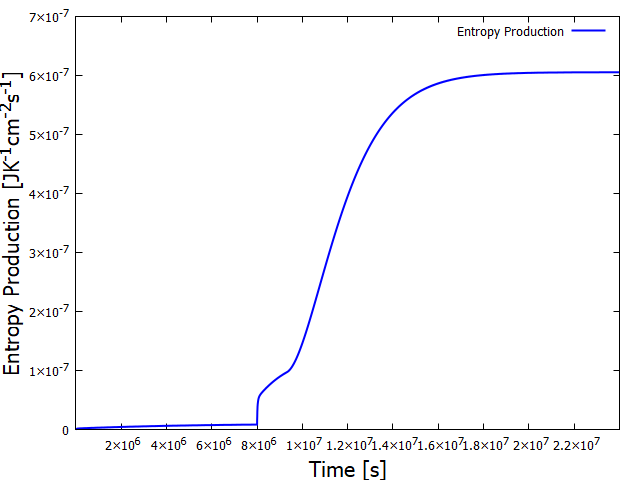 7×10⁻⁷
Entropy Production
6×10⁻⁷
5×10⁻⁷
4×10⁻⁷
3×10⁻⁷
2×10⁻⁷
1×10⁻⁷
0
Entropy Production [JK⁻¹cm⁻²s⁻¹]
2×10⁶ 4×10⁶ 6×10⁶ 8×10⁶ 1×10⁷ 1.2×10⁷ 1.4×10⁷ 1.6×10⁷ 1.8×10⁷ 2×10⁷ 2.2×10⁷
Time [s]